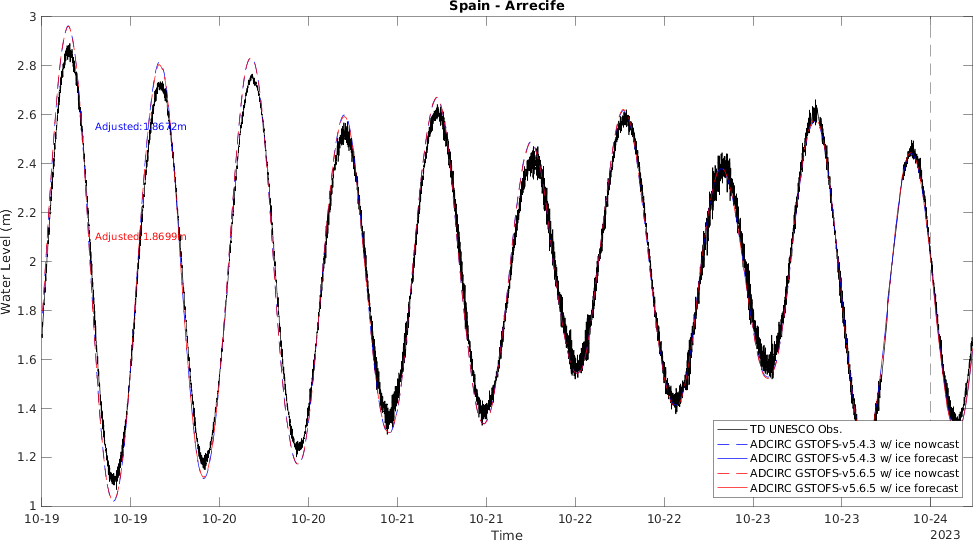 Spain - Arrecife
3
2.8
2.6
2.4
2.2
2
1.8
1.6
1.4
1.2
1
Water Level (m)
Adjusted:1.8672m
Adjusted:1.8699m
TD UNESCO Obs.
ADCIRC GSTOFS-v5.4.3 w/ ice nowcast
ADCIRC GSTOFS-v5.4.3 w/ ice forecast
ADCIRC GSTOFS-v5.6.5 w/ ice nowcast
ADCIRC GSTOFS-v5.6.5 w/ ice forecast
10-19 10-19 10-20 10-20 10-21 10-21 10-22 10-22 10-23 10-23 10-24
2023
Time